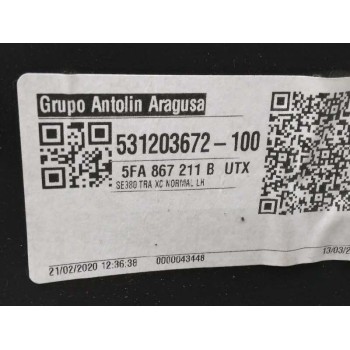 Grupo Antolin Aragusa
531203672-100
5FA 867 211 B UTX
SE380 TRA XC NORMAL LH
21/02/2020 12:36:38 0000043448
13/03/2